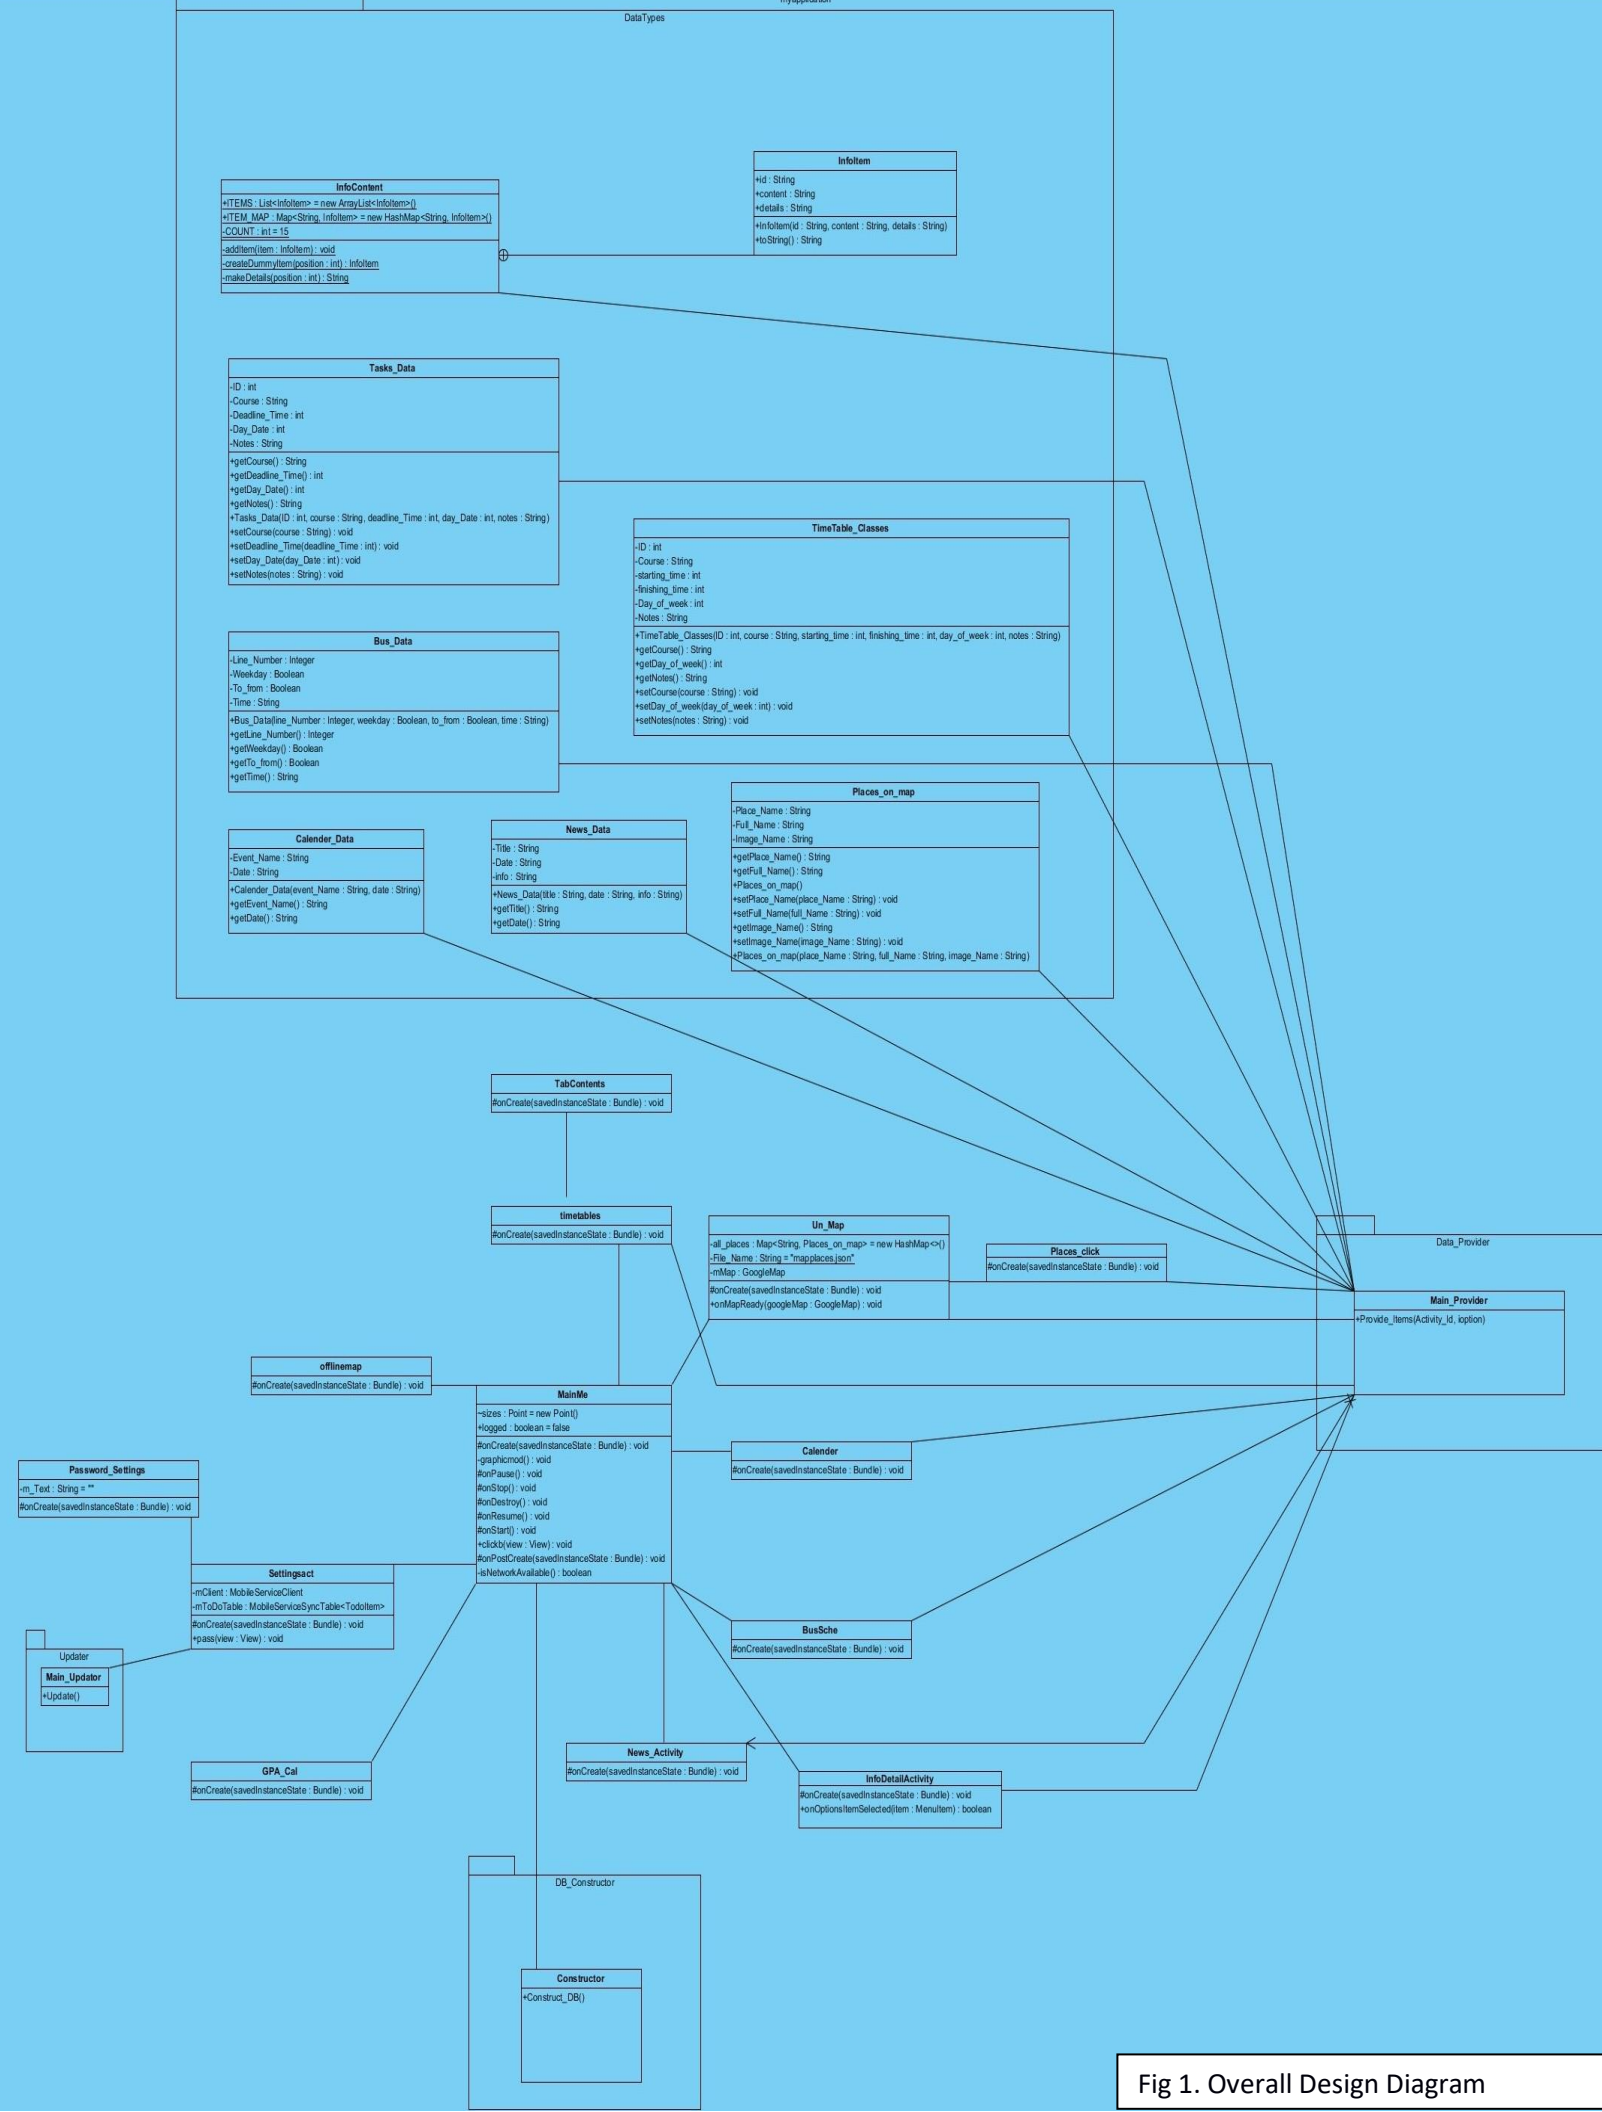 myapplication
DataTypes
InfoItem
+id : String
+content : String
+details : String
+InfoItem(id : String, content : String, details : String)
+toString() : String
InfoContent
+ITEMS : List<InfoItem> = new ArrayList<InfoItem>()
+ITEM_MAP : Map<String, InfoItem> = new HashMap<String, InfoItem>()
-COUNT : int = 15
-addItem(item : InfoItem) : void
-createDummyItem(position : int) : InfoItem
-makeDetails(position : int) : String
Tasks_Data
-ID : int
-Course : String
-Deadline_Time : int
-Day_Date : int
-Notes : String
+getCourse() : String
+getDeadline_Time() : int
+getDay_Date() : int
+getNotes() : String
+Tasks_Data(ID : int, course : String, deadline_Time : int, day_Date : int, notes : String)
+setCourse(course : String) : void
+setDeadline_Time(deadline_Time : int) : void
+setDay_Date(day_Date : int) : void
+setNotes(notes : String) : void
TimeTable_Classes
-ID : int
-Course : String
-starting_time : int
-finishing_time : int
-Day_of_week : int
-Notes : String
+TimeTable_Classes(ID : int, course : String, starting_time : int, finishing_time : int, day_of_week : int, notes : String)
+getCourse() : String
+getDay_of_week() : int
+getNotes() : String
+setCourse(course : String) : void
+setDay_of_week(day_of_week : int) : void
+setNotes(notes : String) : void
Bus_Data
-Line_Number : Integer
-Weekday : Boolean
-To_from : Boolean
-Time : String
+Bus_Data(line_Number : Integer, weekday : Boolean, to_from : Boolean, time : String)
+getLine_Number() : Integer
+getWeekday() : Boolean
+getTo_from() : Boolean
+getTime() : String
Places_on_map
-Place_Name : String
-Full_Name : String
-Image_Name : String
+getPlace_Name() : String
+getFull_Name() : String
+Places_on_map()
+setPlace_Name(place_Name : String) : void
+setFull_Name(full_Name : String) : void
+getImage_Name() : String
+setImage_Name(image_Name : String) : void
+Places_on_map(place_Name : String, full_Name : String, image_Name : String)
Calender_Data
-Event_Name : String
-Date : String
+Calender_Data(event_Name : String, date : String)
+getEvent_Name() : String
+getDate() : String
News_Data
-Title : String
-Date : String
-info : String
+News_Data(title : String, date : String, info : String)
+getTitle() : String
+getDate() : String
TabContents
#onCreate(savedInstanceState : Bundle) : void
timetables
#onCreate(savedInstanceState : Bundle) : void
Un_Map
-all_places : Map<String, Places_on_map> = new HashMap<>()
-File_Name : String = "mapplaces.json"
-mMap : GoogleMap
#onCreate(savedInstanceState : Bundle) : void
+onMapReady(googleMap : GoogleMap) : void
Places_click
#onCreate(savedInstanceState : Bundle) : void
Data_Provider
Main_Provider
+Provide_Items(Activity_Id, ioption)
offlinemap
#onCreate(savedInstanceState : Bundle) : void
MainMe
~sizes : Point = new Point()
+logged : boolean = false
#onCreate(savedInstanceState : Bundle) : void
-graphicmod() : void
#onPause() : void
#onStop() : void
#onDestroy() : void
#onResume() : void
#onStart() : void
+clickb(view : View) : void
#onPostCreate(savedInstanceState : Bundle) : void
-isNetworkAvailable() : boolean
Calender
#onCreate(savedInstanceState : Bundle) : void
Password_Settings
-m_Text : String = ""
#onCreate(savedInstanceState : Bundle) : void
Settingsact
-mClient : MobileServiceClient
-mToDoTable : MobileServiceSyncTable<TodoItem>
#onCreate(savedInstanceState : Bundle) : void
+pass(view : View) : void
BusSche
#onCreate(savedInstanceState : Bundle) : void
Updater
Main_Updator
+Update()
News_Activity
#onCreate(savedInstanceState : Bundle) : void
GPA_Cal
#onCreate(savedInstanceState : Bundle) : void
InfoDetailActivity
#onCreate(savedInstanceState : Bundle) : void
+onOptionsItemSelected(item : MenuItem) : boolean
DB_Constructor
Constructor
+Construct_DB()
Fig 1. Overall Design Diagram